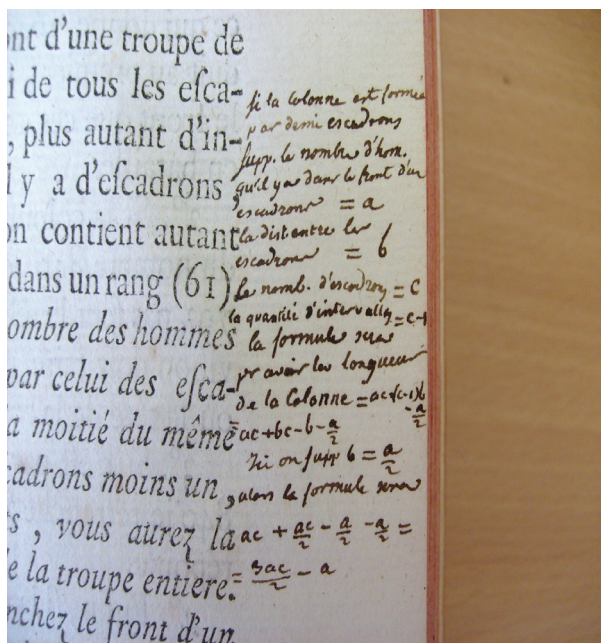 ont d'une troupe de
i de tous les eſca-
, plus autant d'in-
l y a d'eſcadrons,
on contient autant
dans un rang (61)
ombre des hommes
par celui des eſca-
a moitié du même
cadrons moins un,
ts, vous aurez la
e la troupe entiere.
nchez le front d'un
si la colonne est formée
par demi escadrons
supp. le nombre d'hom.
qu'il y a dans le front d'un
escadron = a
la dist entre les
escadrons = b
le nomb. d'escadrons = c
la quantité d'intervalles = c-1
la formule sera
pr avoir la longueur
de la Colonne = ac+(c-1)b
- a/2
= ac+bc-b-a/2
Ici on supp b = a/2
alors la formule sera
ac + ac/2 - a/2 - a/2 =
= 3ac/2 - a